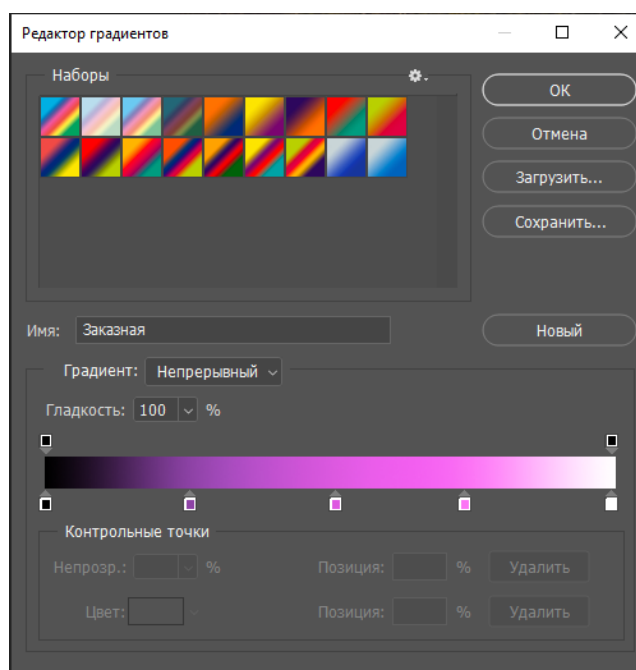 Редактор градиентов
Наборы
OK
Отмена
Загрузить...
Сохранить...
Имя: Заказная
Новый
Градиент: Непрерывный
Гладкость: 100 %
Контрольные точки
Непрозр.: % Позиция: % Удалить
Цвет: Позиция: % Удалить